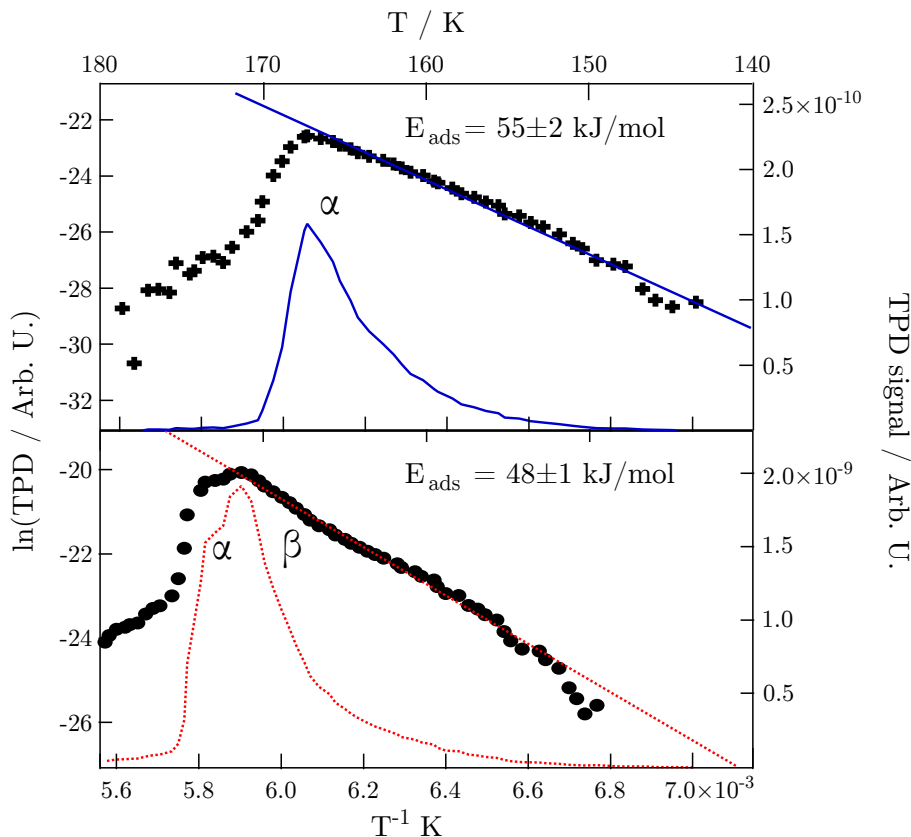 T / K
180 170 160 150 140
-22 -24 -26 -28 -30 -32
E_ads = 55±2 kJ/mol
α
2.5×10⁻¹⁰ 2.0 1.5 1.0 0.5
ln(TPD / Arb. U.)
TPD signal / Arb. U.
-20 -22 -24 -26
E_ads = 48±1 kJ/mol
α β
2.0×10⁻⁹ 1.5 1.0 0.5
5.6 5.8 6.0 6.2 6.4 6.6 6.8 7.0×10⁻³
T⁻¹ K